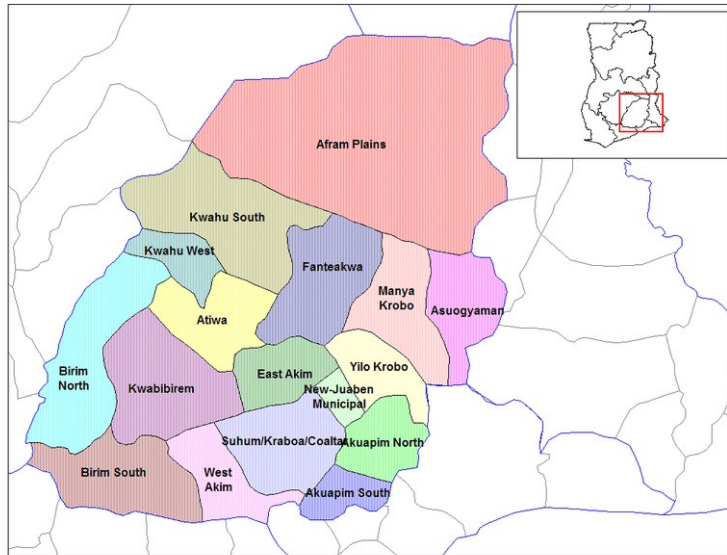 Afram Plains
Kwahu South
Kwahu West
Fanteakwa
Manya
Krobo
Asuogyaman
Atiwa
Birim
North
Kwabibirem
East Akim
Yilo Krobo
New-Juaben
Municipal
Suhum/Kraboa/Coaltar
Akuapim North
Birim South
West
Akim
Akuapim South